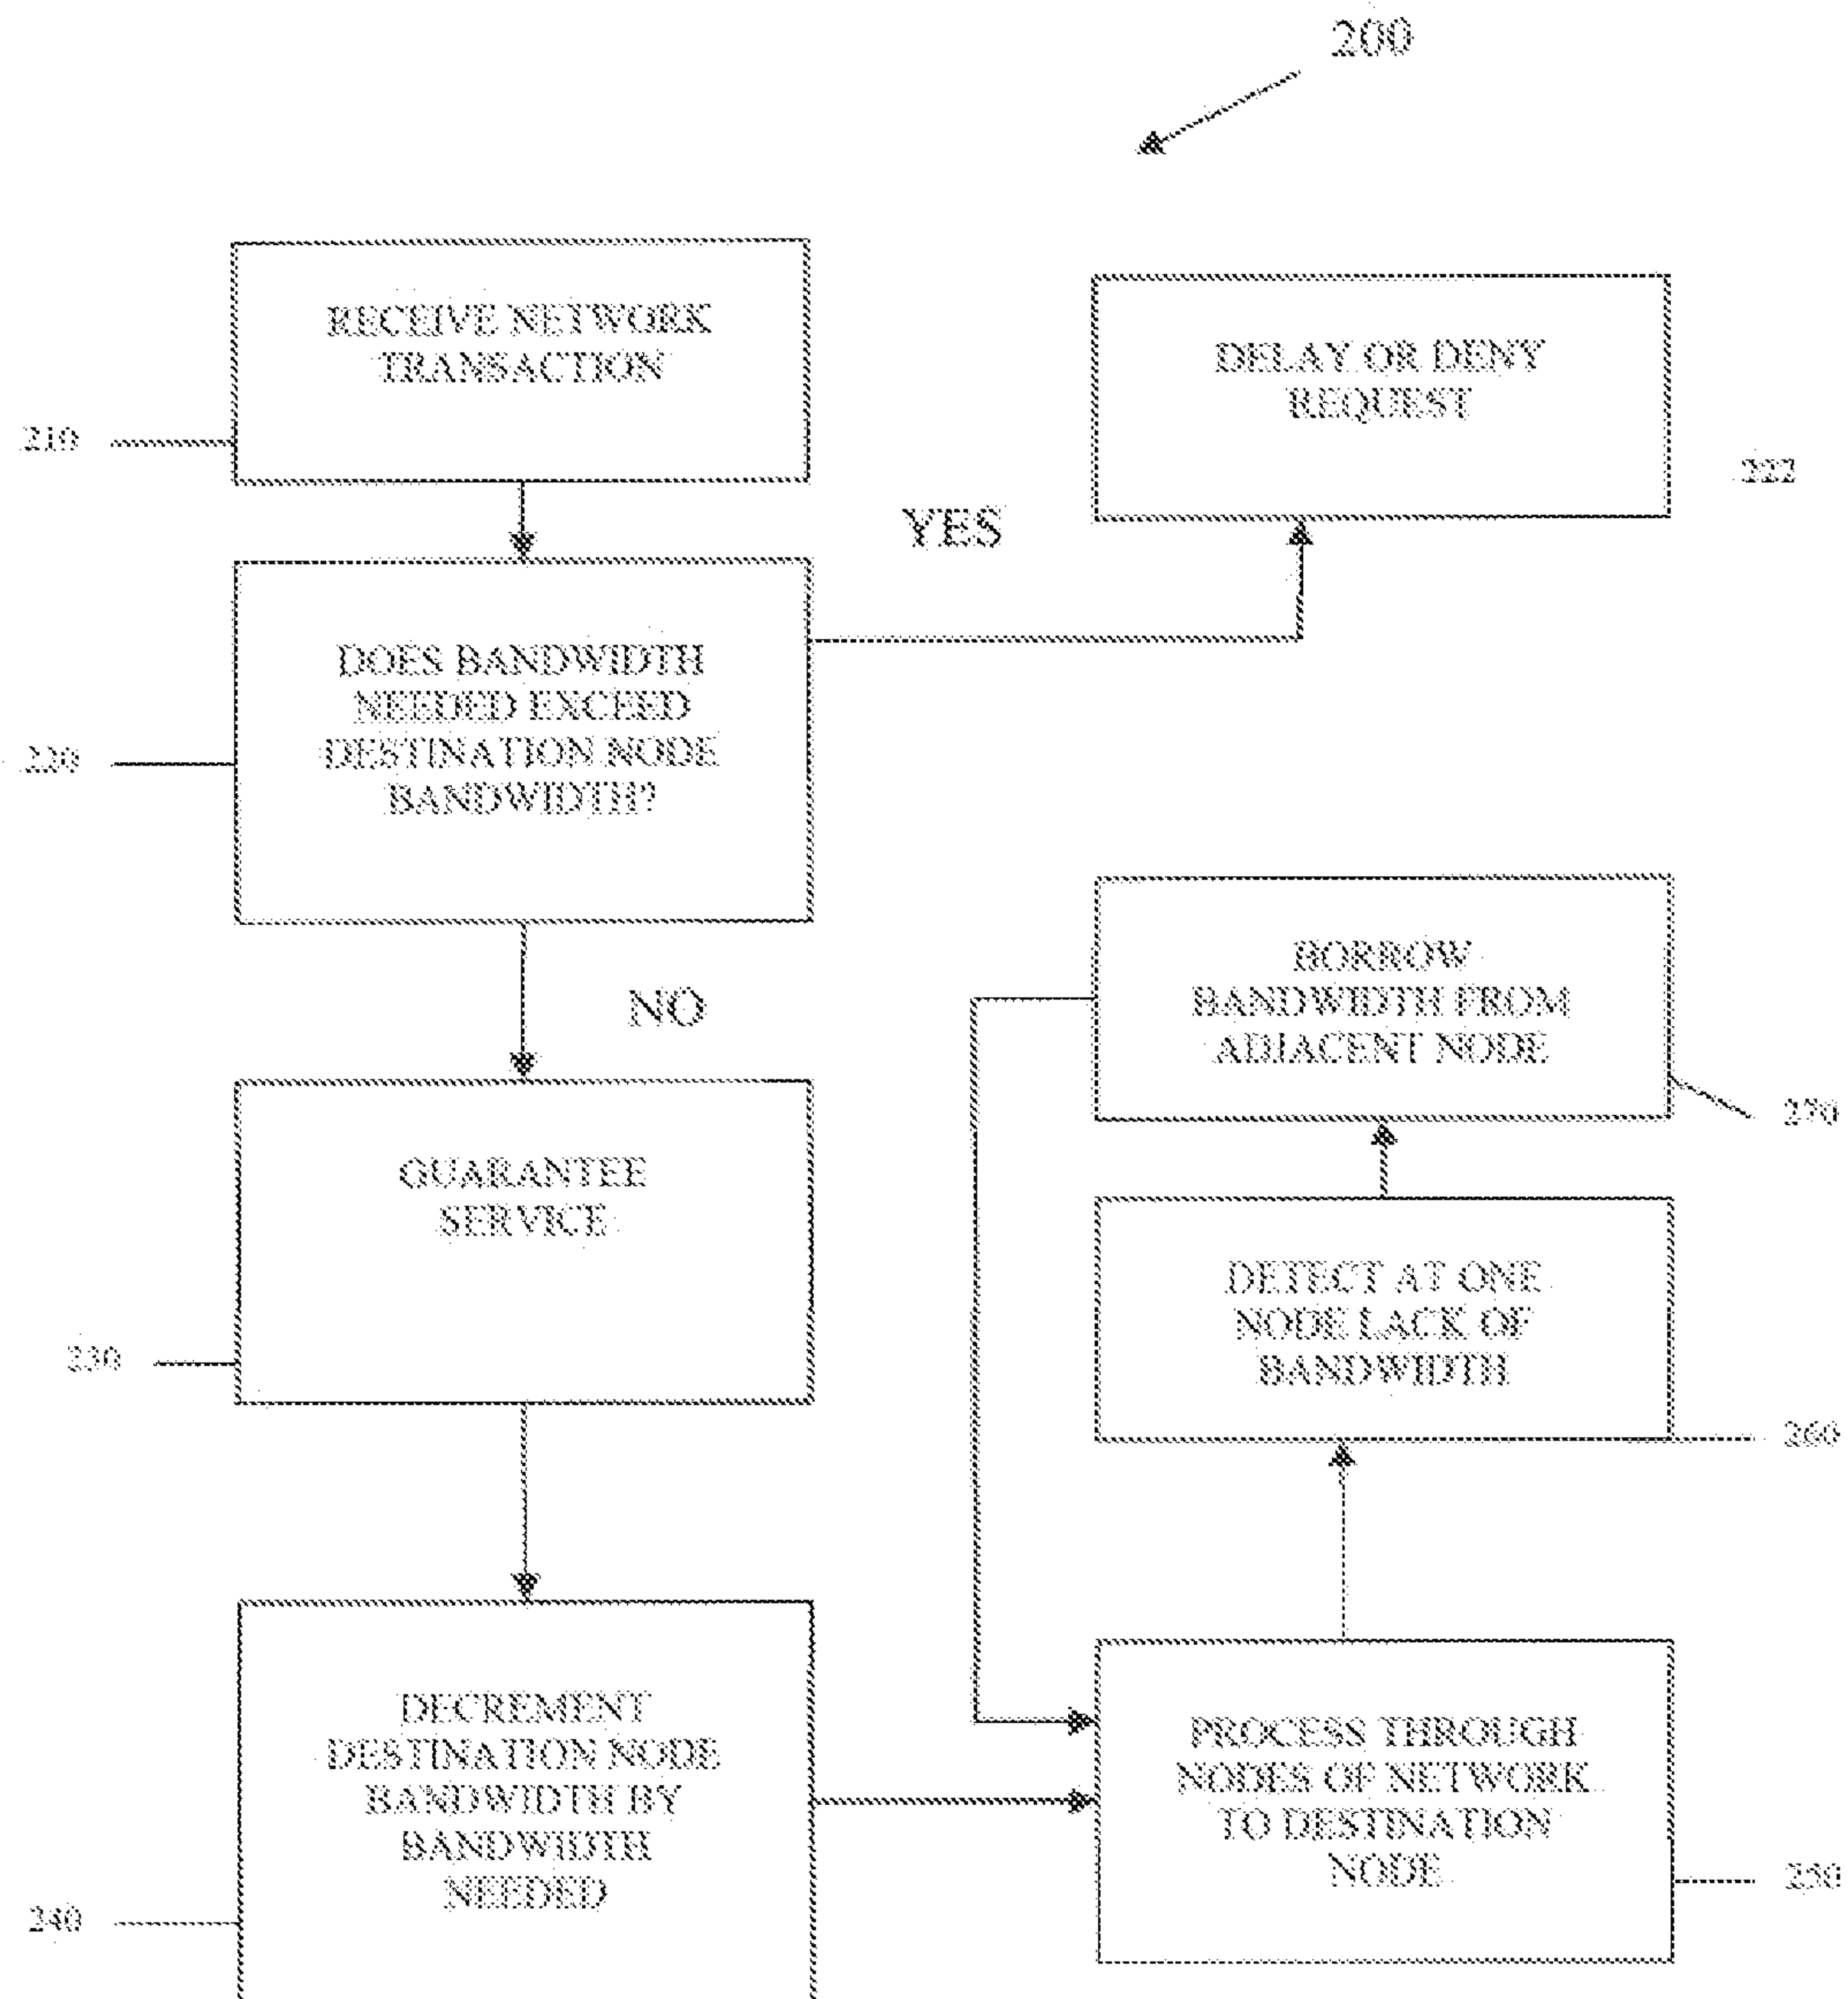 200
RECEIVE NETWORK
TRANSACTION
210
DELAY OR DENY
REQUEST
222
YES
DOES BANDWIDTH
NEEDED EXCEED
DESTINATION NODE
BANDWIDTH?
220
NO
GUARANTEE
SERVICE
230
BORROW
BANDWIDTH FROM
ADJACENT NODE
270
DETECT AT ONE
NODE LACK OF
BANDWIDTH
260
DECREMENT
DESTINATION NODE
BANDWIDTH BY
BANDWIDTH
NEEDED
240
PROCESS THROUGH
NODES OF NETWORK
TO DESTINATION
NODE
250